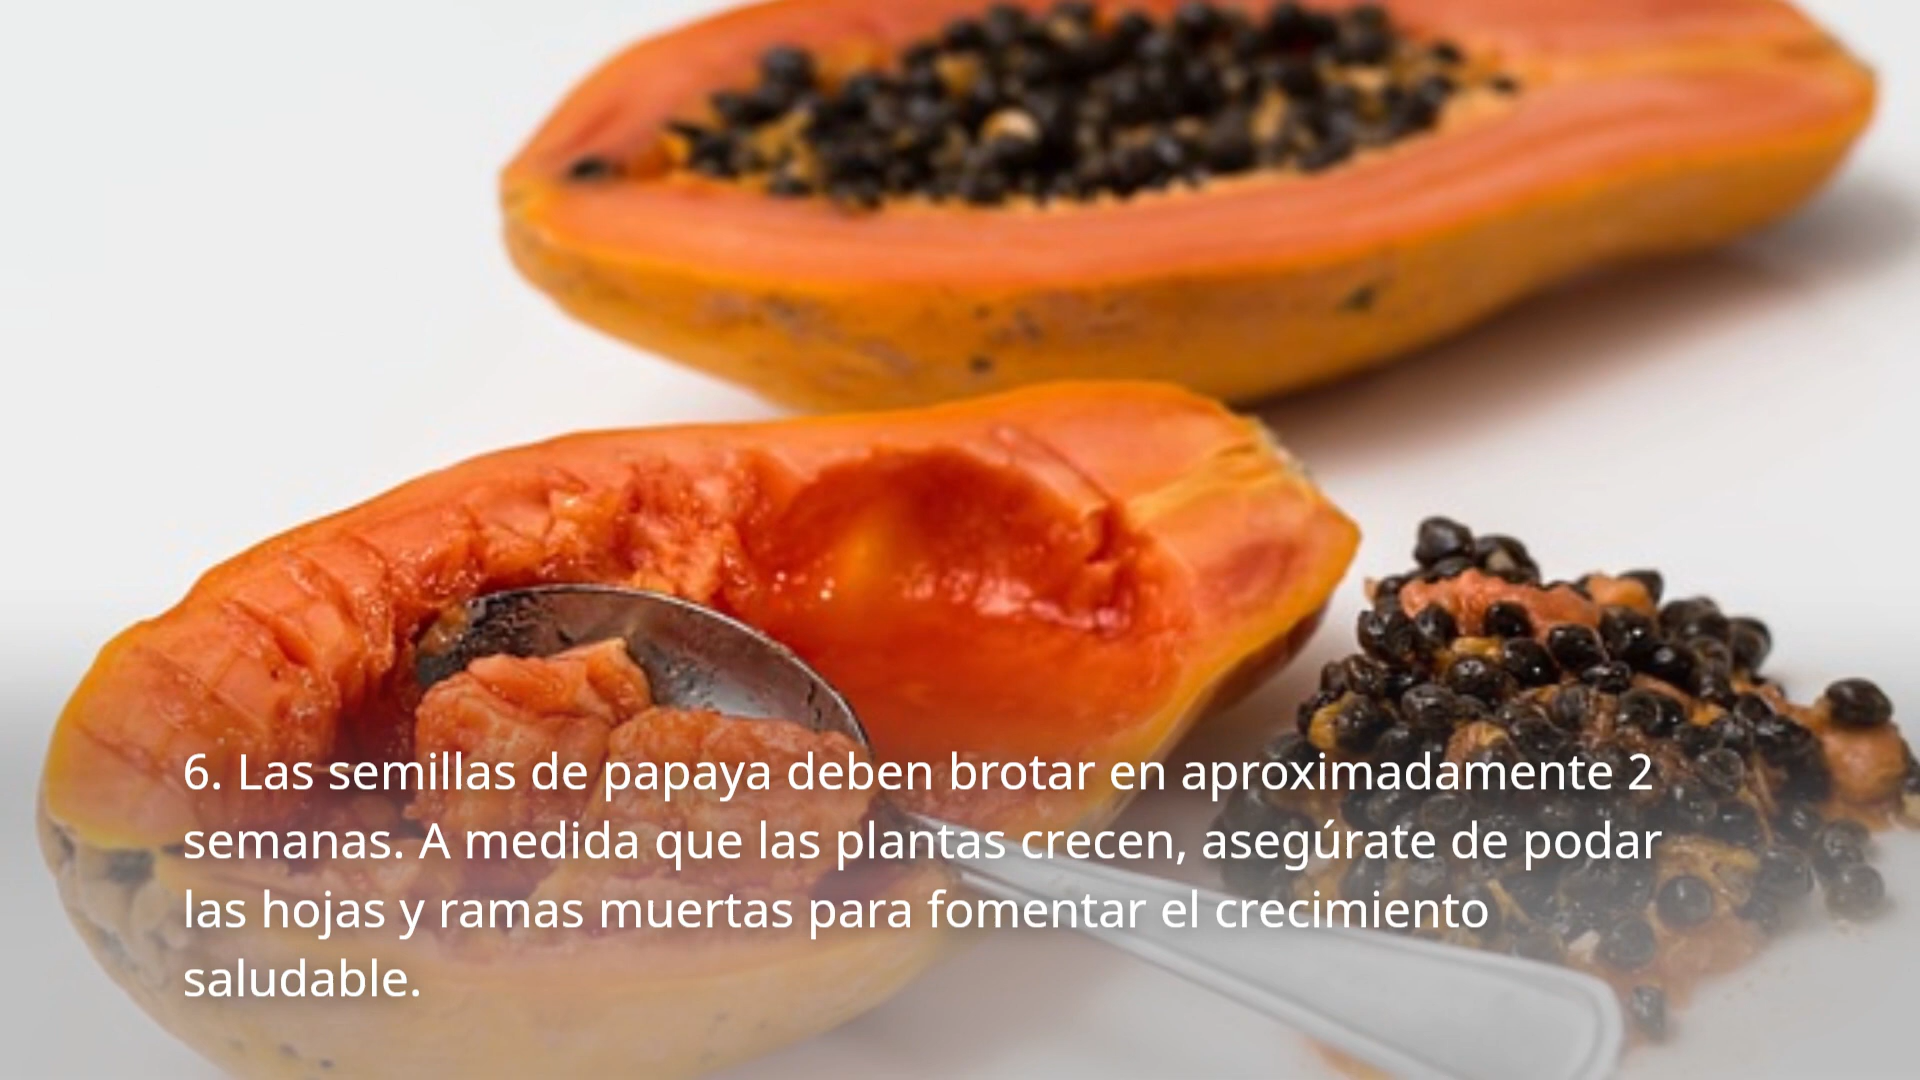 6. Las semillas de papaya deben brotar en aproximadamente 2
semanas. A medida que las plantas crecen, asegúrate de podar
las hojas y ramas muertas para fomentar el crecimiento
saludable.